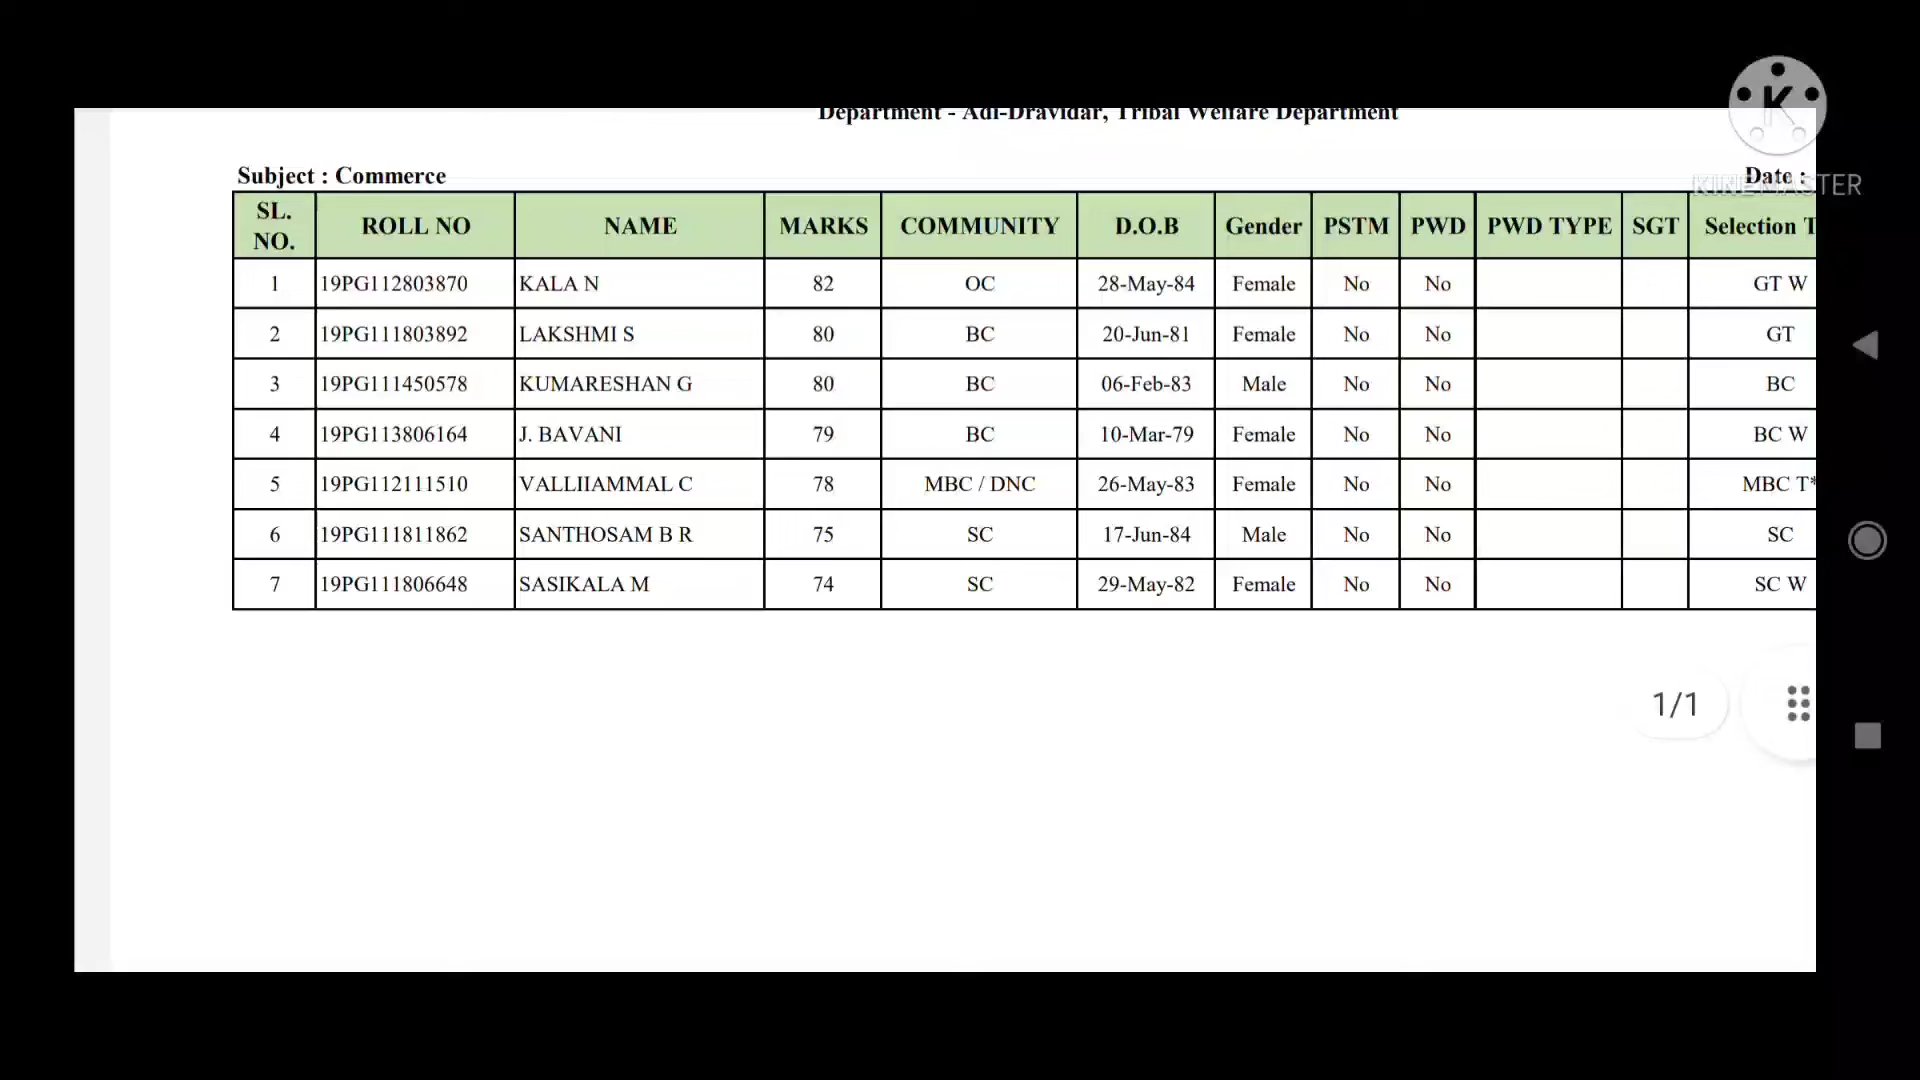 Department - Adi-Dravidar, Tribal Welfare Department
K
KINEMASTER
Subject : Commerce Date :
SL. NO. ROLL NO NAME MARKS COMMUNITY D.O.B Gender PSTM PWD PWD TYPE SGT Selection T
1 19PG112803870 KALA N 82 OC 28-May-84 Female No No GT W
2 19PG111803892 LAKSHMI S 80 BC 20-Jun-81 Female No No GT
3 19PG111450578 KUMARESHAN G 80 BC 06-Feb-83 Male No No BC
4 19PG113806164 J. BAVANI 79 BC 10-Mar-79 Female No No BC W
5 19PG112111510 VALLIIAMMAL C 78 MBC / DNC 26-May-83 Female No No MBC T*
6 19PG111811862 SANTHOSAM B R 75 SC 17-Jun-84 Male No No SC
7 19PG111806648 SASIKALA M 74 SC 29-May-82 Female No No SC W
1/1